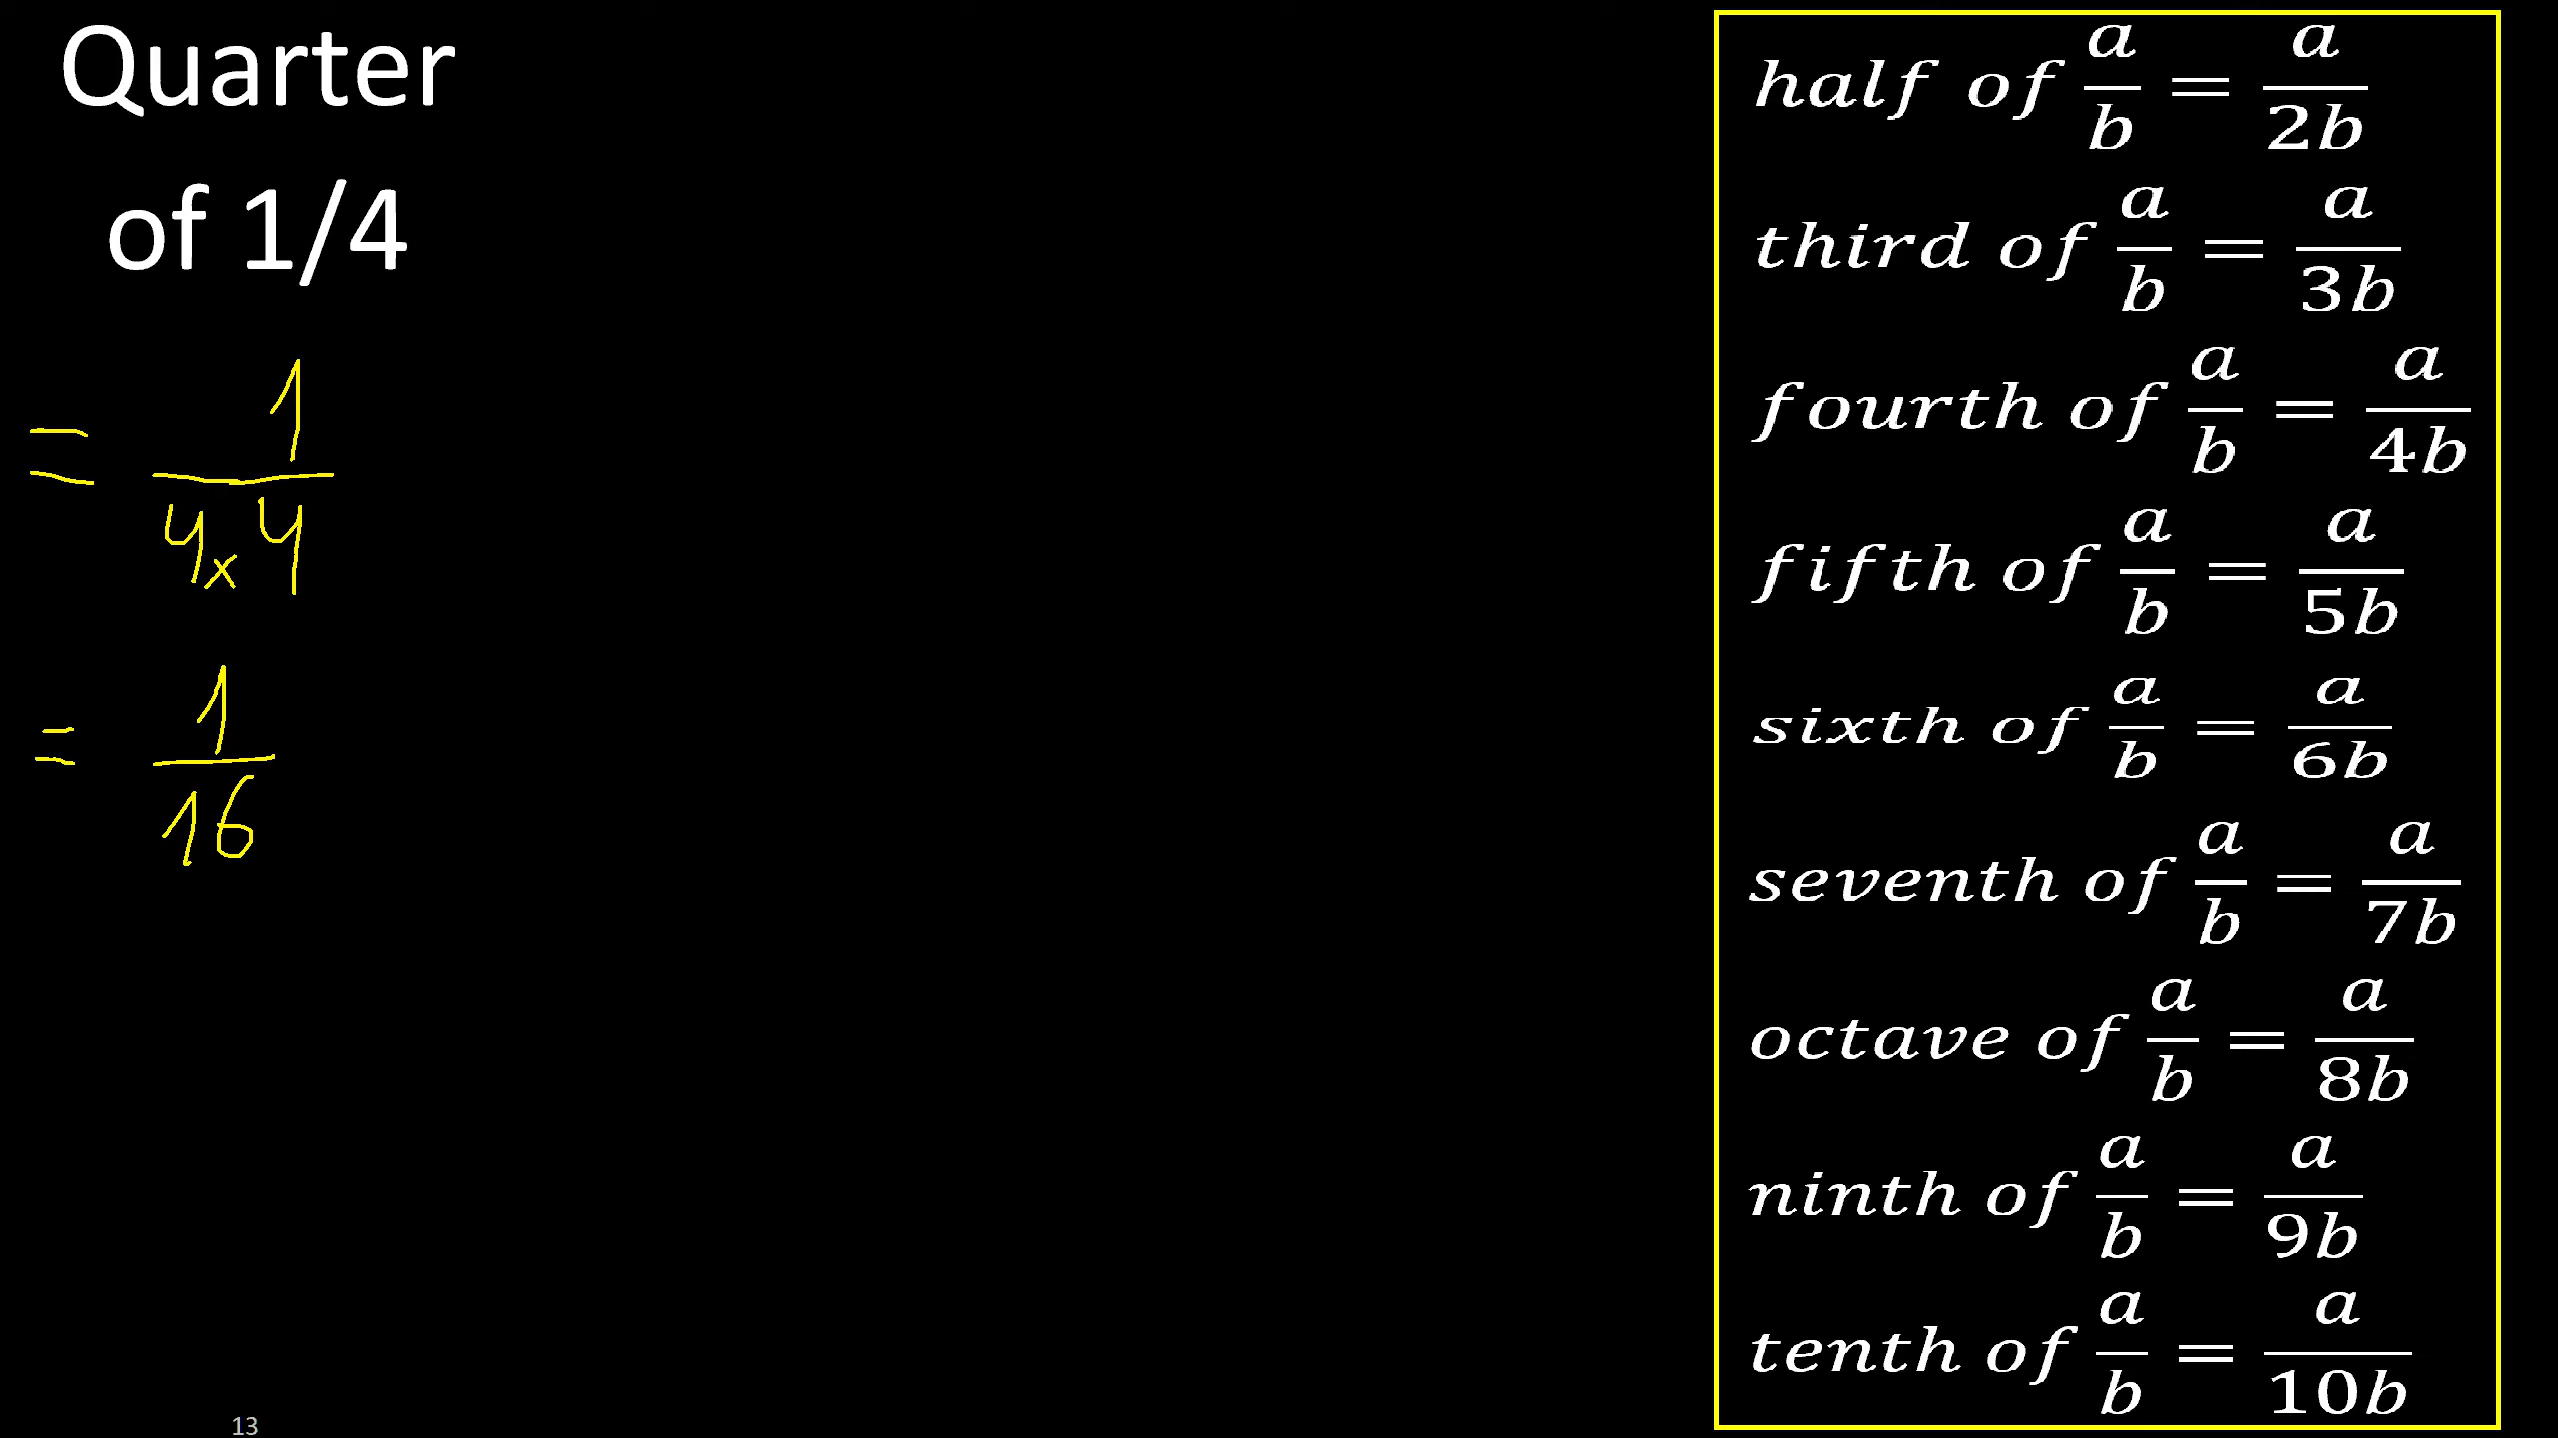 Quarter
of 1/4
= 1/(4x4)
= 1/16
half of a/b = a/2b
third of a/b = a/3b
fourth of a/b = a/4b
fifth of a/b = a/5b
sixth of a/b = a/6b
seventh of a/b = a/7b
octave of a/b = a/8b
ninth of a/b = a/9b
tenth of a/b = a/10b
13